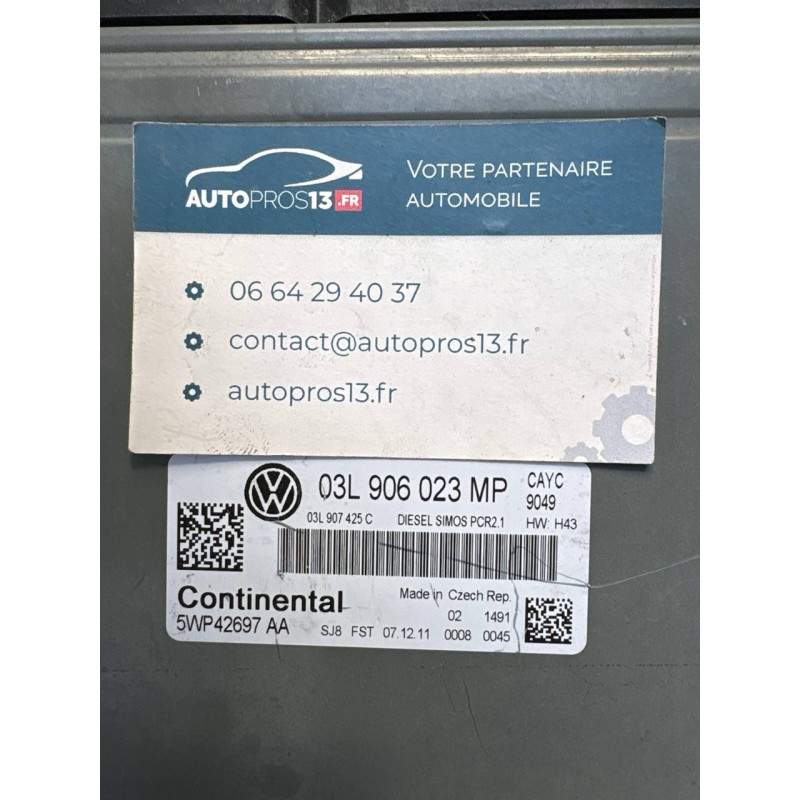 AUTOPROS13.FR
VOTRE PARTENAIRE
AUTOMOBILE
06 64 29 40 37
contact@autopros13.fr
autopros13.fr
03L 906 023 MP
CAYC
9049
03L 907 425 C DIESEL SIMOS PCR2.1 HW: H43
Continental
Made in Czech Rep.
02 1491
5WP42697 AA
SJ8 FST 07.12.11 0008 0045